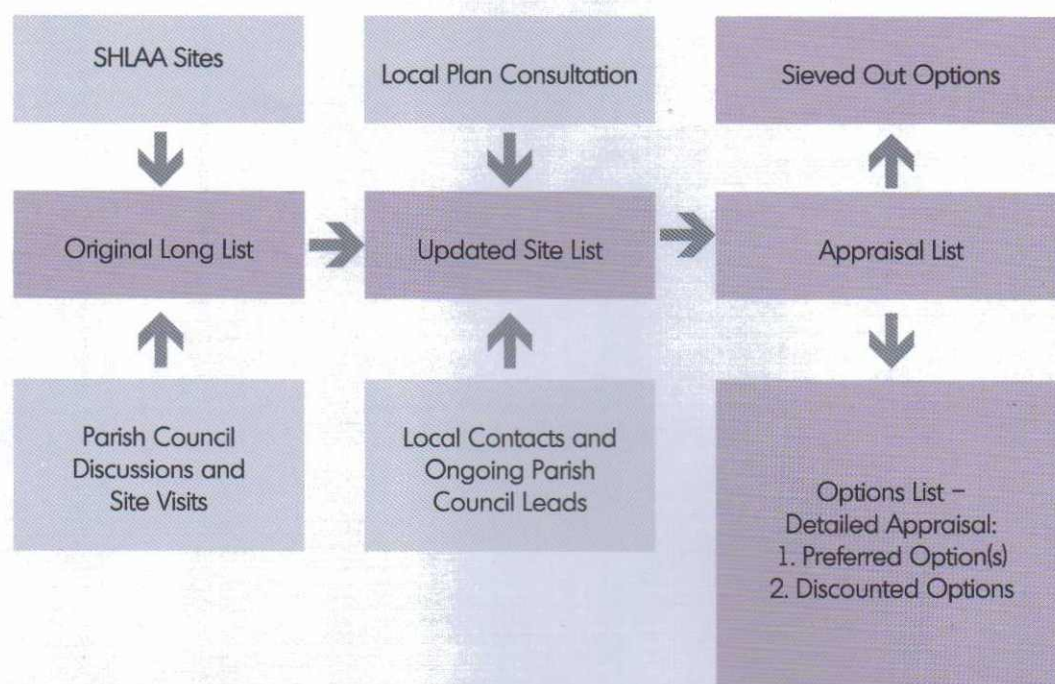 SHLAA Sites
Local Plan Consultation
Sieved Out Options
Original Long List
Updated Site List
Appraisal List
Parish Council
Discussions and
Site Visits
Local Contacts and
Ongoing Parish
Council Leads
Options List –
Detailed Appraisal:
1. Preferred Option(s)
2. Discounted Options